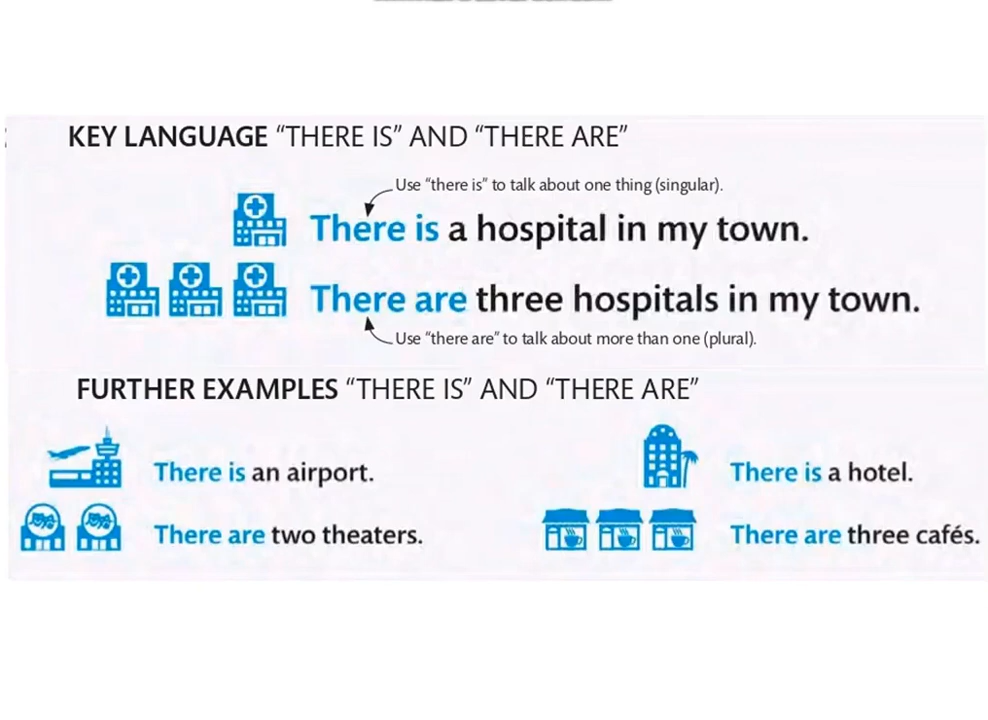 KEY LANGUAGE “THERE IS” AND “THERE ARE”
Use “there is” to talk about one thing (singular).
There is a hospital in my town.
There are three hospitals in my town.
Use “there are” to talk about more than one (plural).
FURTHER EXAMPLES “THERE IS” AND “THERE ARE”
There is an airport.
There is a hotel.
There are two theaters.
There are three cafés.